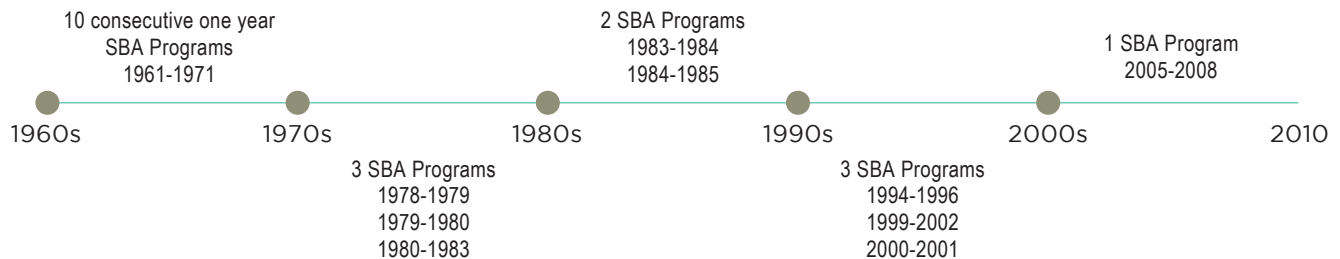 10 consecutive one year
SBA Programs
1961-1971
2 SBA Programs
1983-1984
1984-1985
1 SBA Program
2005-2008
1960s
1970s
1980s
1990s
2000s
2010
3 SBA Programs
1978-1979
1979-1980
1980-1983
3 SBA Programs
1994-1996
1999-2002
2000-2001